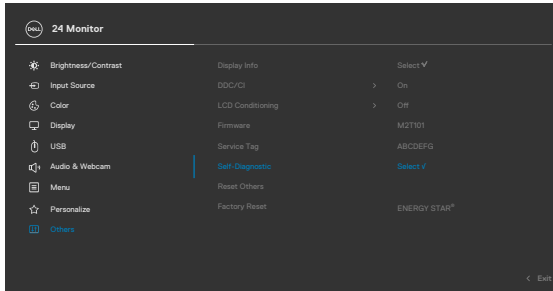 DELL 24 Monitor
Brightness/Contrast Display Info Select √
Input Source DDC/CI > On
Color LCD Conditioning > Off
Display Firmware M2T101
USB Service Tag ABCDEFG
Audio & Webcam Self-Diagnostic Select √
Menu Reset Others
Personalize Factory Reset ENERGY STAR®
Others
< Exit